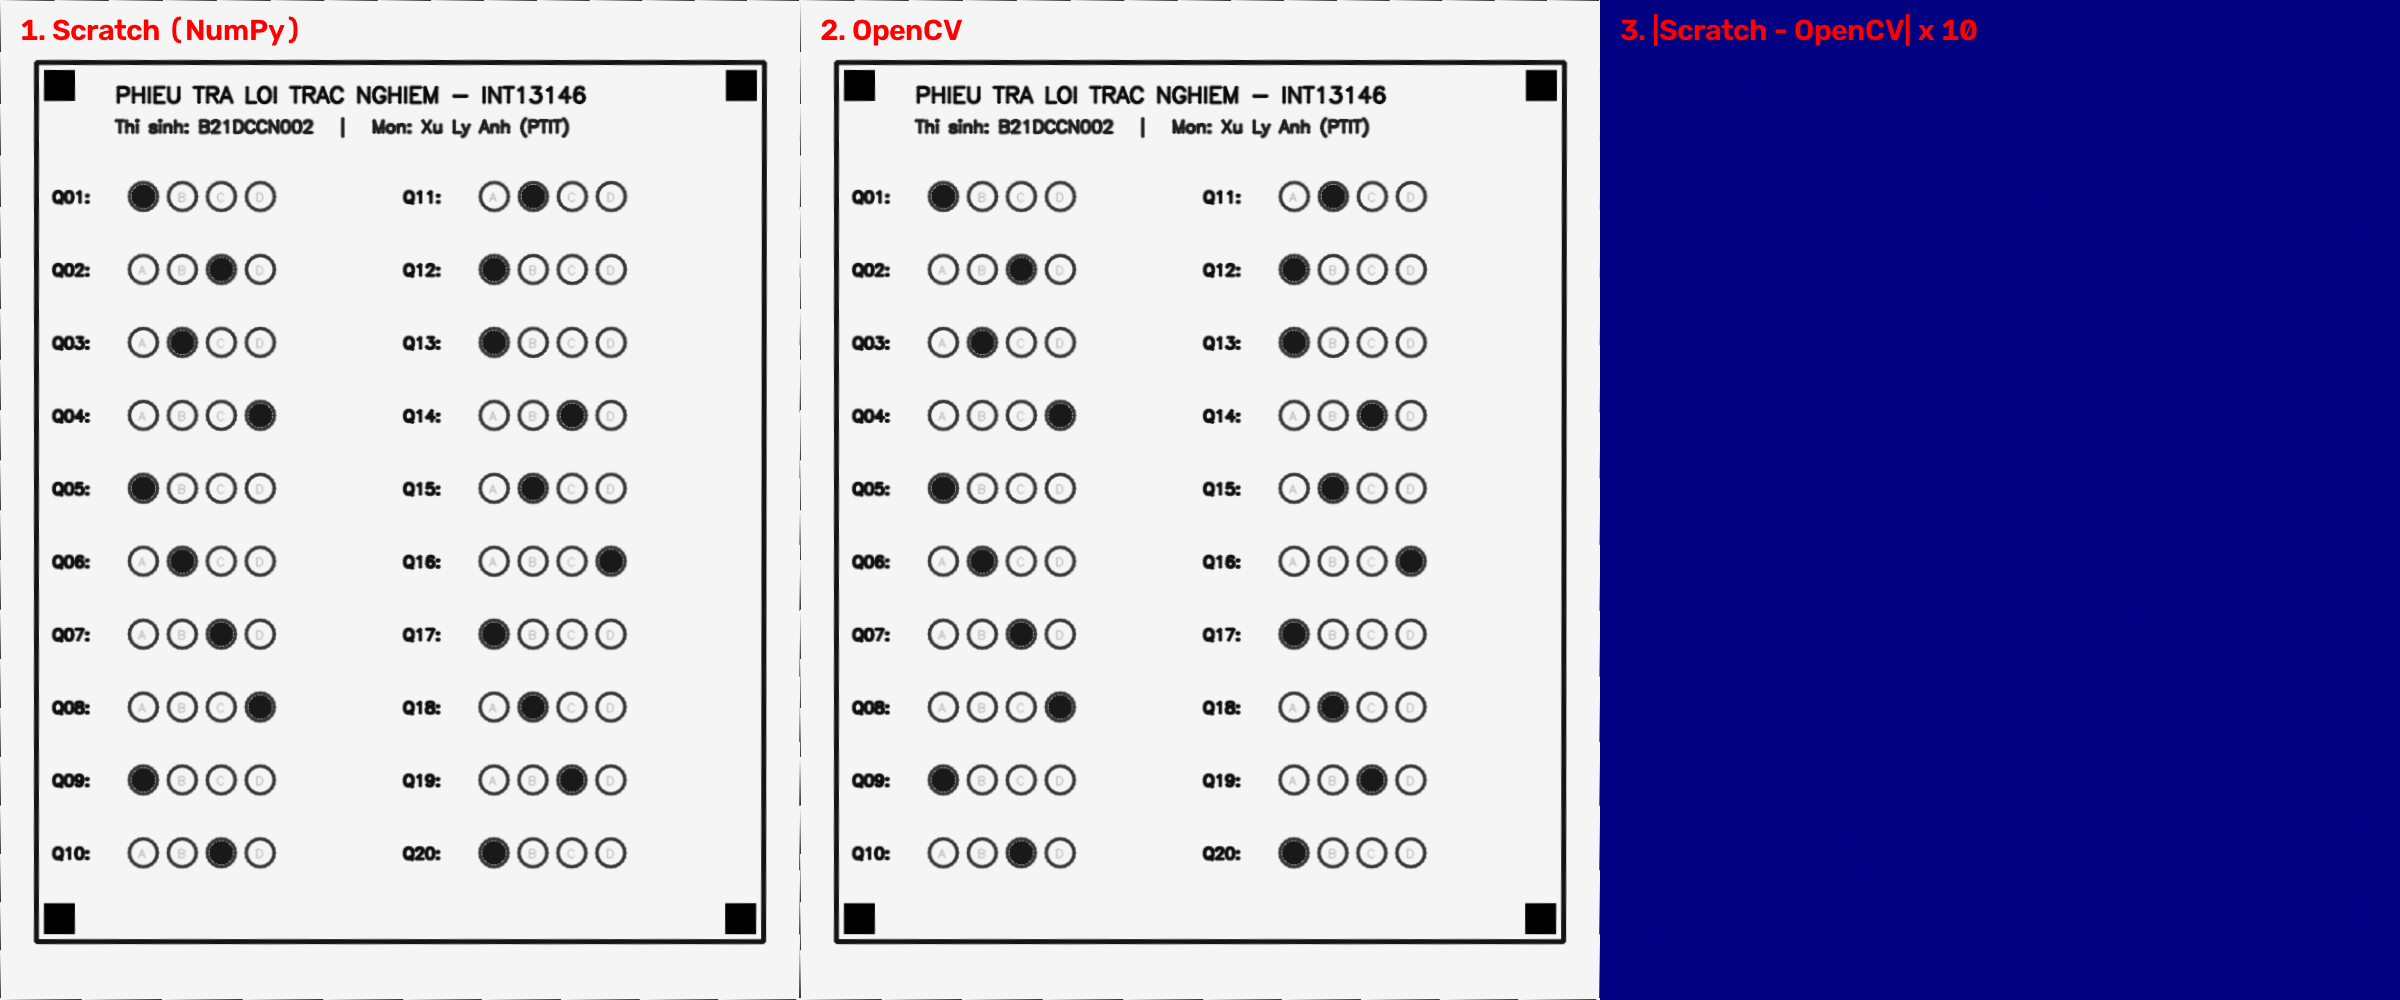 1. Scratch (NumPy)
PHIEU TRA LOI TRAC NGHIEM – INT13146
Thi sinh: B21DCCN002 | Mon: Xu Ly Anh (PTIT)
Q01: B C D Q11: A C D
Q02: A B D Q12: B C D
Q03: A C D Q13: B C D
Q04: A B C Q14: A B D
Q05: B C D Q15: A C D
Q06: A C D Q16: A B C
Q07: A B D Q17: B C D
Q08: A B C Q18: A C D
Q09: B C D Q19: A B D
Q10: A B D Q20: B C D
2. OpenCV
PHIEU TRA LOI TRAC NGHIEM – INT13146
Thi sinh: B21DCCN002 | Mon: Xu Ly Anh (PTIT)
Q01: B C D Q11: A C D
Q02: A B D Q12: B C D
Q03: A C D Q13: B C D
Q04: A B C Q14: A B D
Q05: B C D Q15: A C D
Q06: A C D Q16: A B C
Q07: A B D Q17: B C D
Q08: A B C Q18: A C D
Q09: B C D Q19: A B D
Q10: A B D Q20: B C D
3. |Scratch - OpenCV| x 10